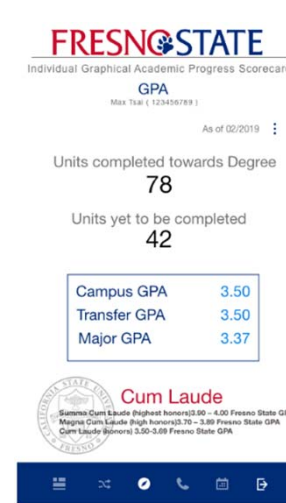 FRESNO STATE
Individual Graphical Academic Progress Scorecar
GPA
Max Tsai ( 123456789 )
As of 02/2019
Units completed towards Degree
78
Units yet to be completed
42
Campus GPA 3.50
Transfer GPA 3.50
Major GPA 3.37
Cum Laude
Summa Cum Laude (highest honors)3.90 – 4.00 Fresno State GP
Magna Cum Laude (high honors)3.70 – 3.89 Fresno State GPA
Cum Laude (honors) 3.50-3.69 Fresno State GPA